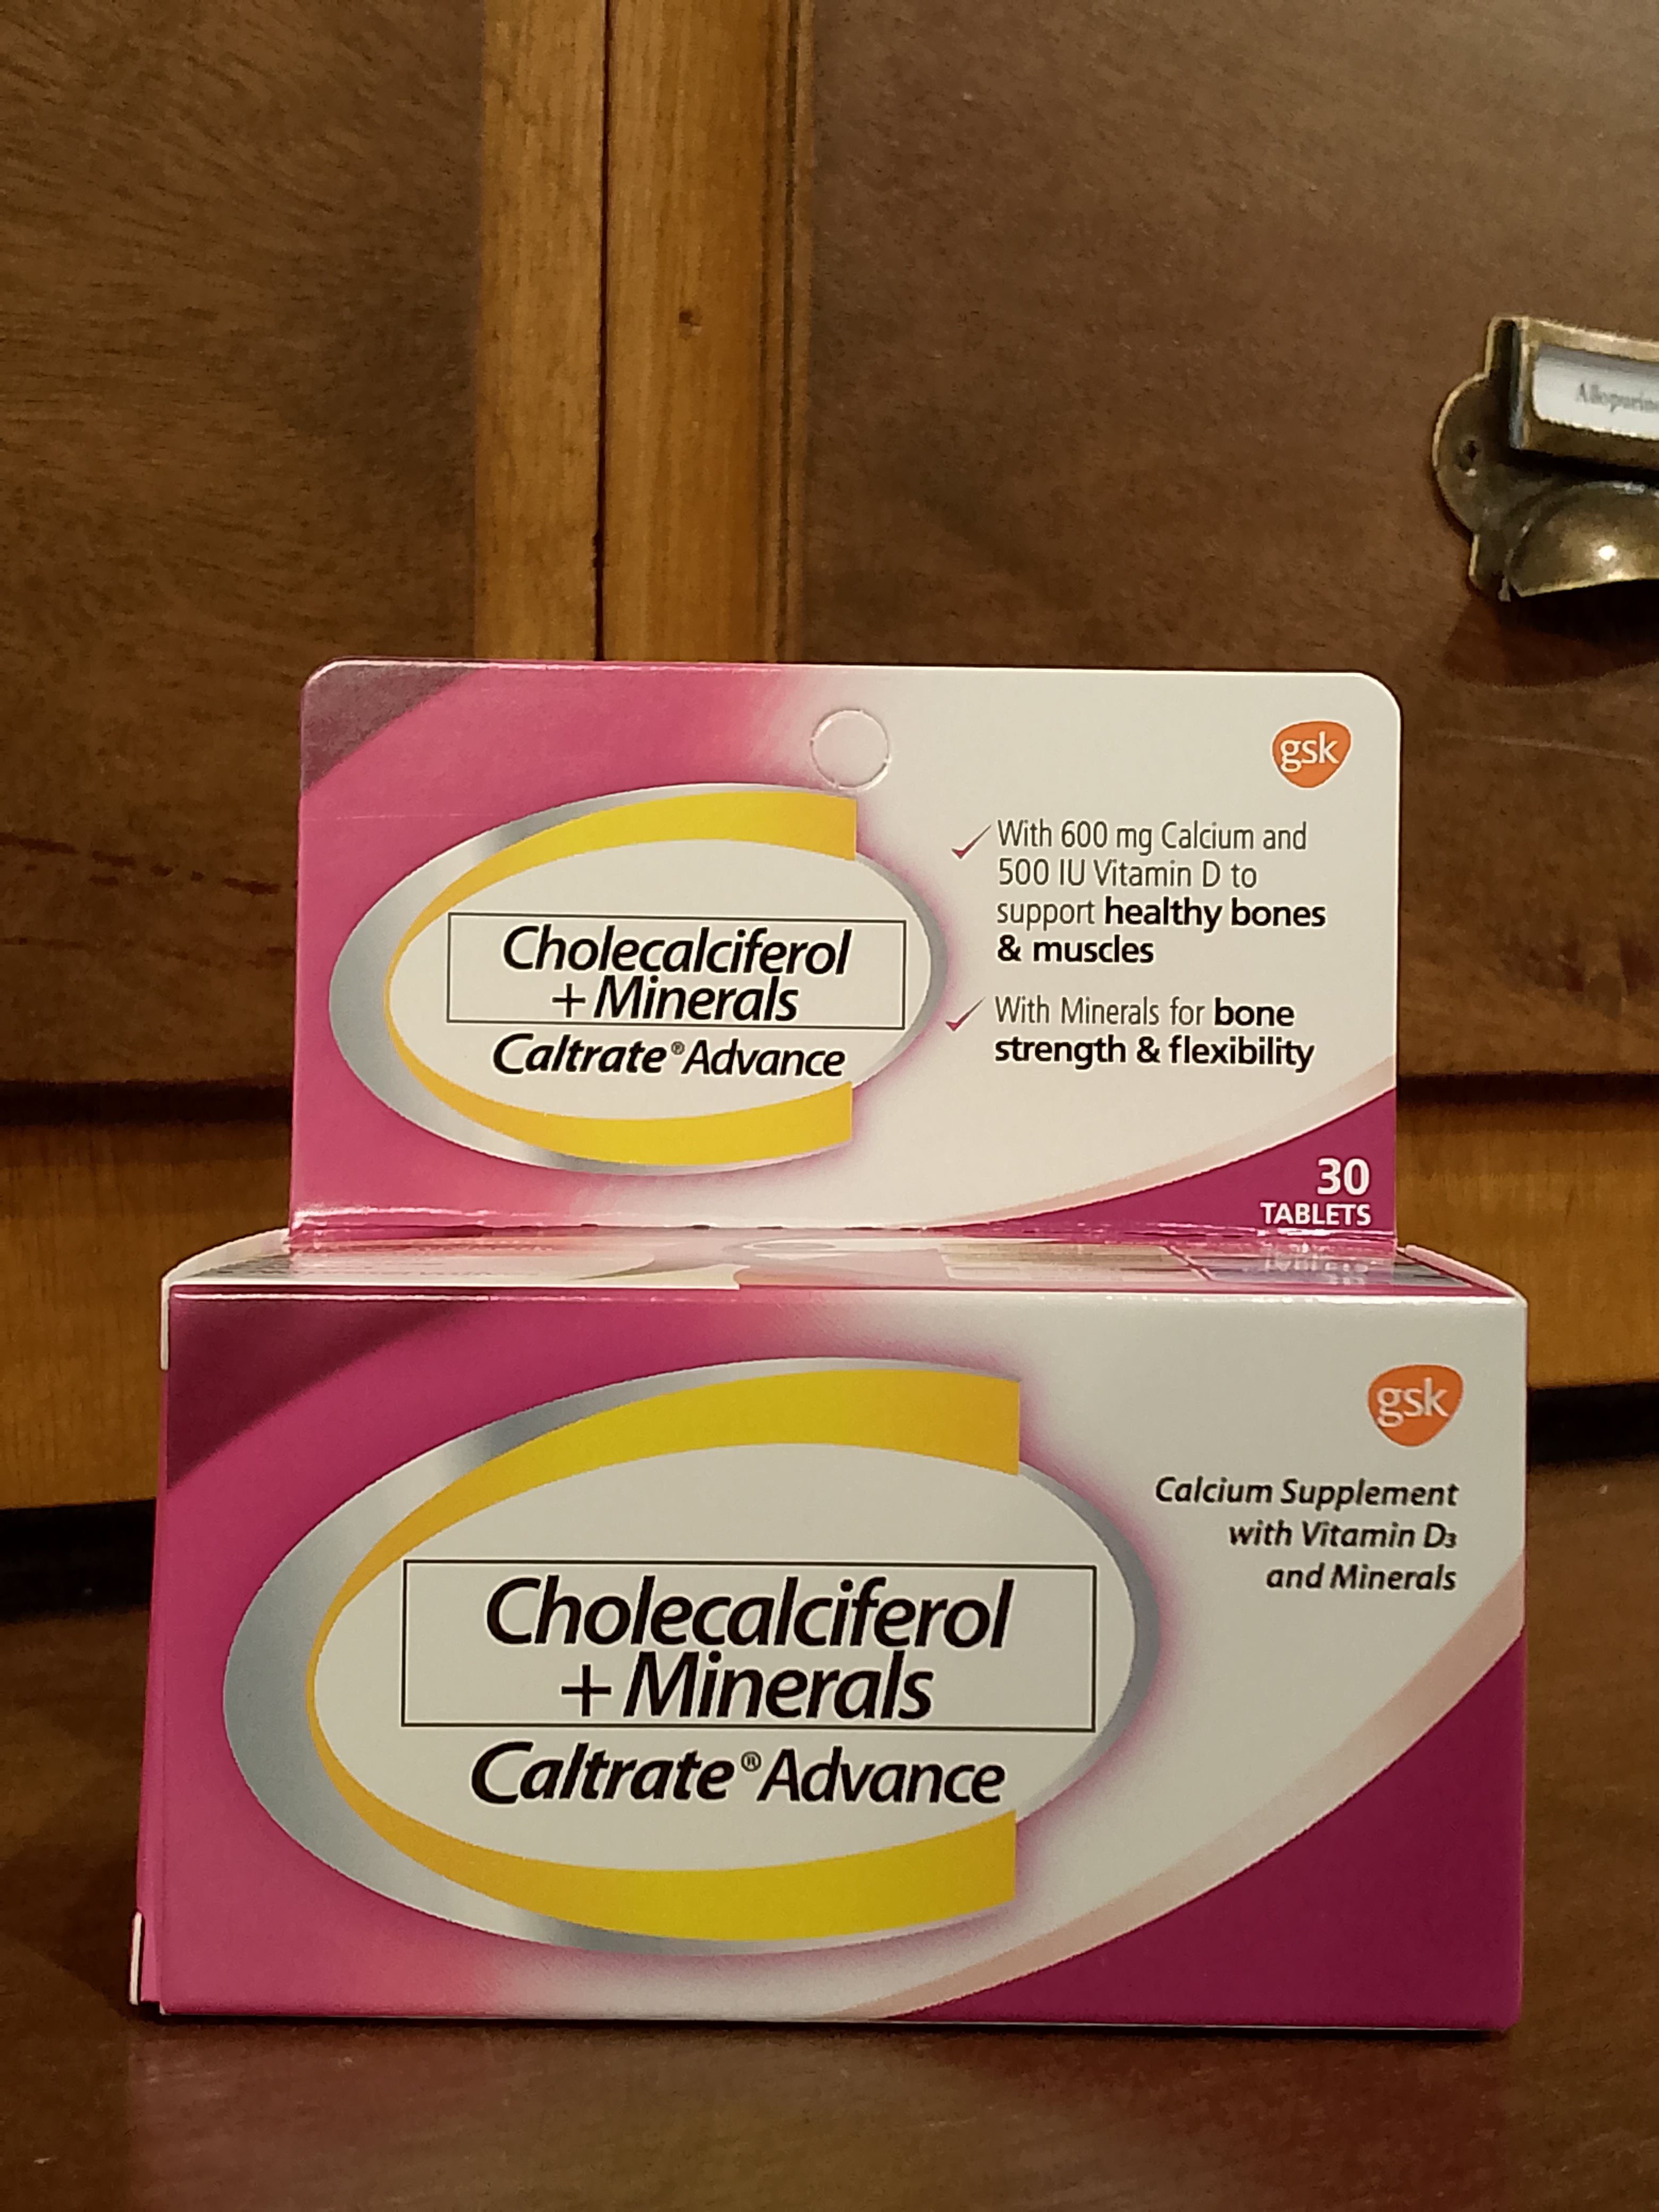 Allopurin
gsk
With 600 mg Calcium and
500 IU Vitamin D to
support healthy bones
& muscles
With Minerals for bone
strength & flexibility
Cholecalciferol
+Minerals
Caltrate®Advance
30
TABLETS
gsk
Calcium Supplement
with Vitamin D₃
and Minerals
Cholecalciferol
+Minerals
Caltrate®Advance